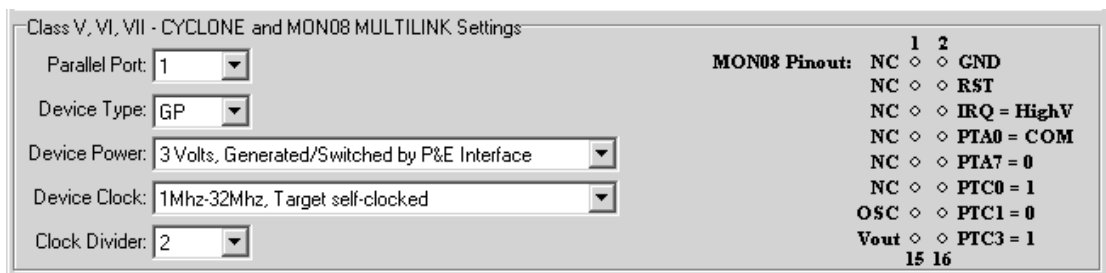 Class V, VI, VII - CYCLONE and MON08 MULTILINK Settings
Parallel Port: 1
Device Type: GP
Device Power: 3 Volts, Generated/Switched by P&E Interface
Device Clock: 1Mhz-32Mhz, Target self-clocked
Clock Divider: 2
1 2
MON08 Pinout: NC GND
NC RST
NC IRQ = HighV
NC PTA0 = COM
NC PTA7 = 0
NC PTC0 = 1
OSC PTC1 = 0
Vout PTC3 = 1
15 16